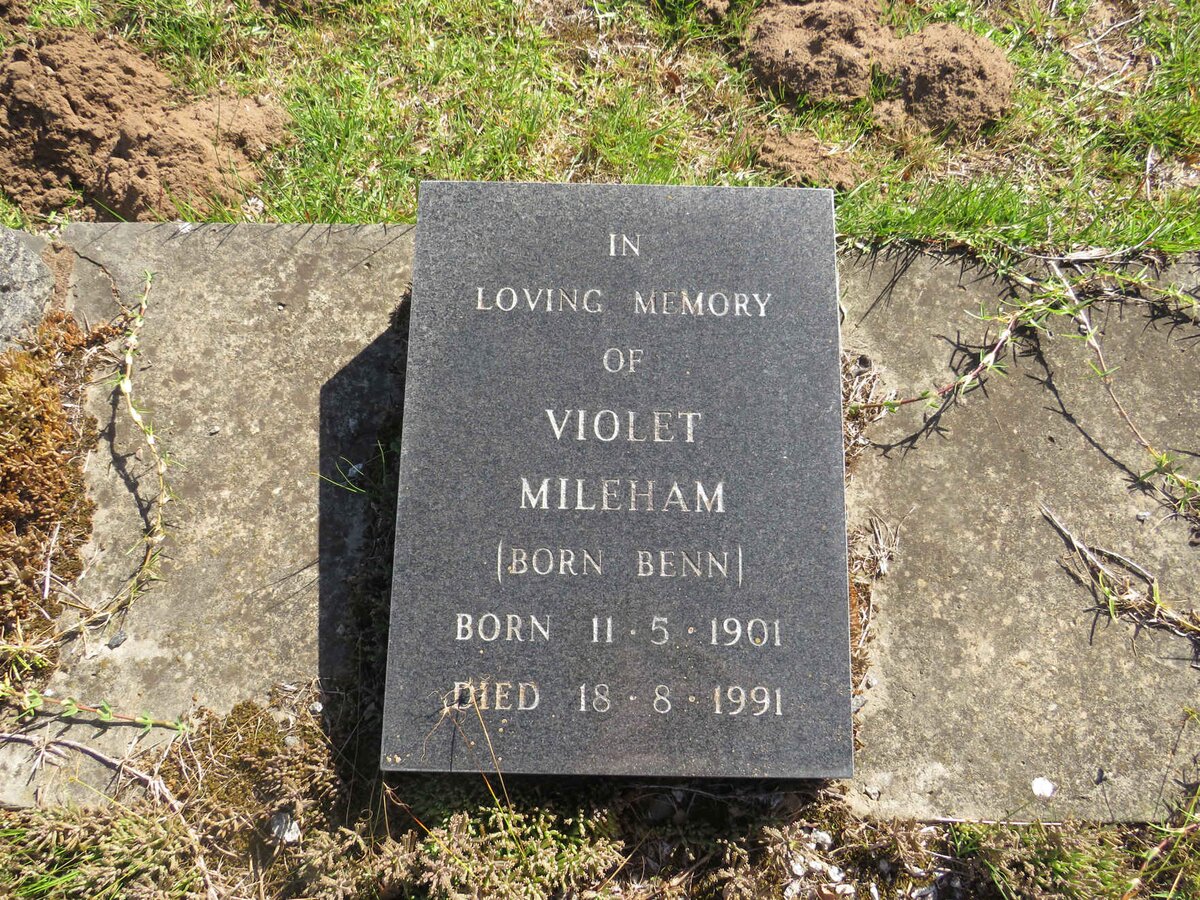 IN
LOVING MEMORY
OF
VIOLET
MILEHAM
(BORN BENN)
BORN 11·5·1901
DIED 18·8·1991